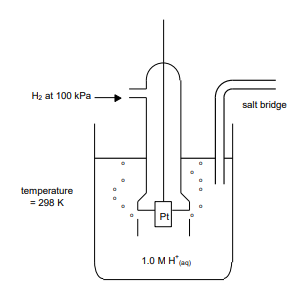 H₂ at 100 kPa
salt bridge
temperature
= 298 K
Pt
1.0 M H⁺(aq)